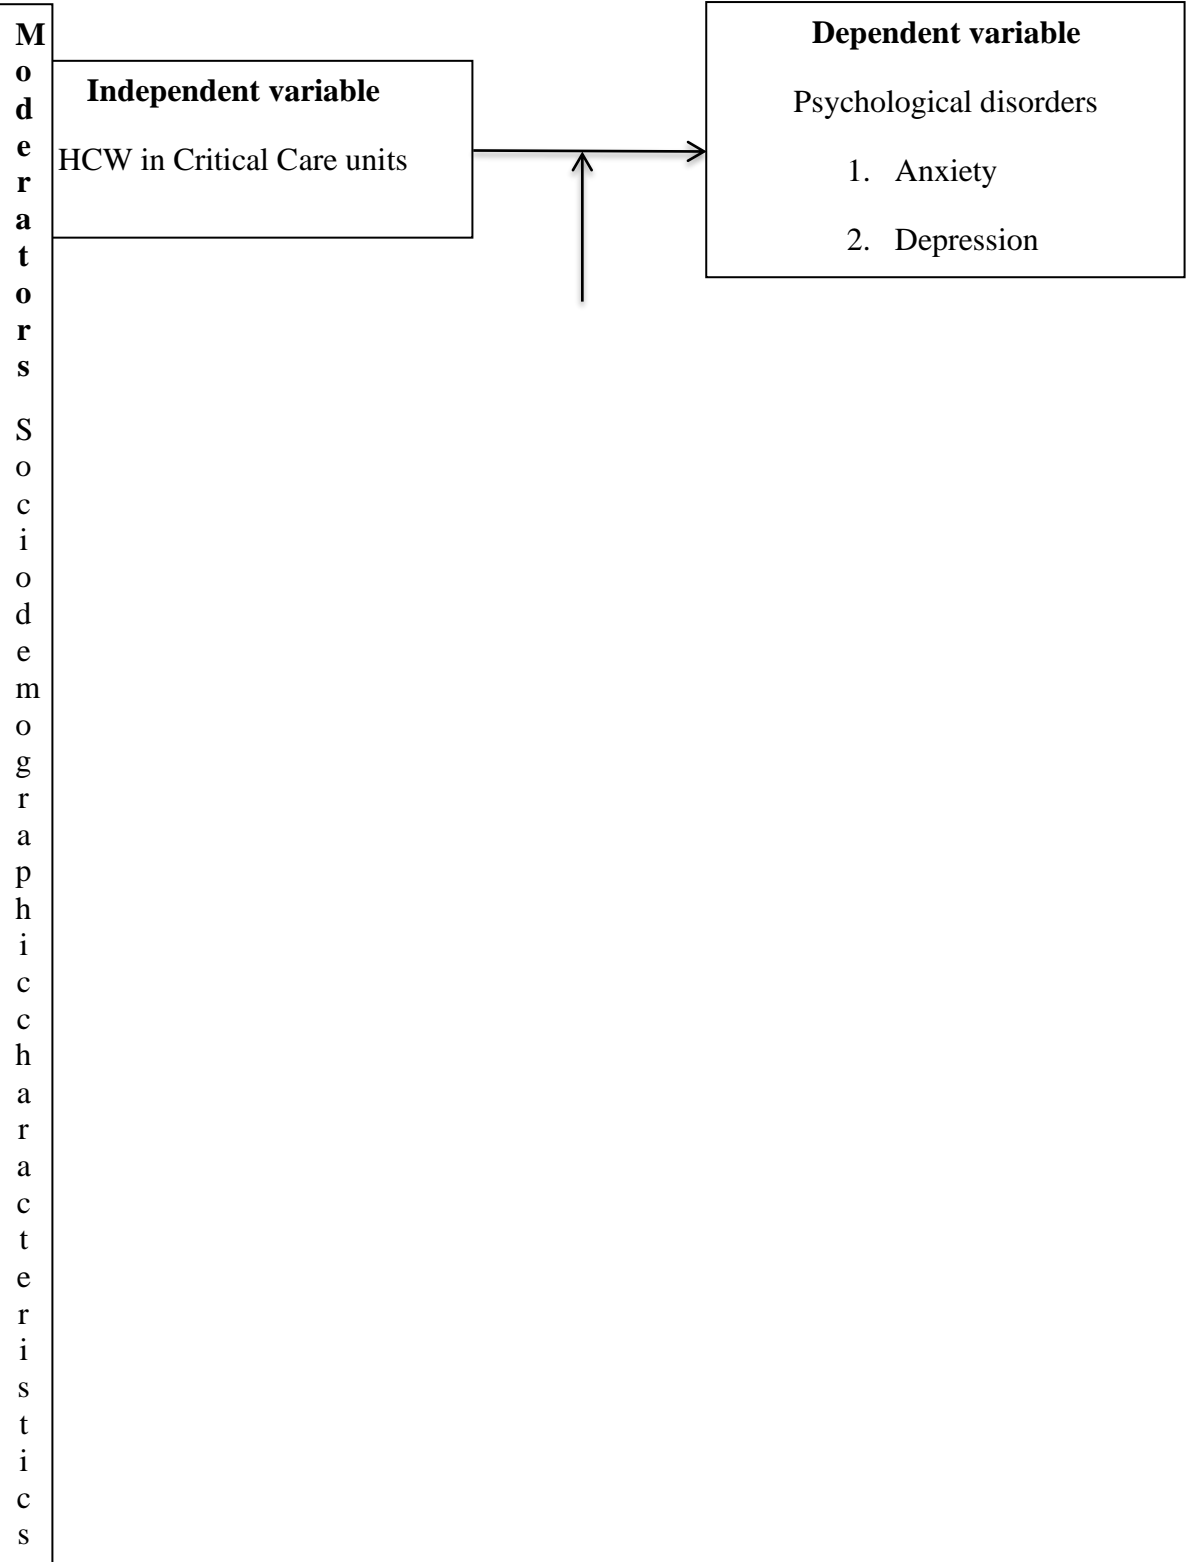 Moderators
Sociodemographic characteristics
Independent variable
HCW in Critical Care units
Dependent variable
Psychological disorders
1. Anxiety
2. Depression